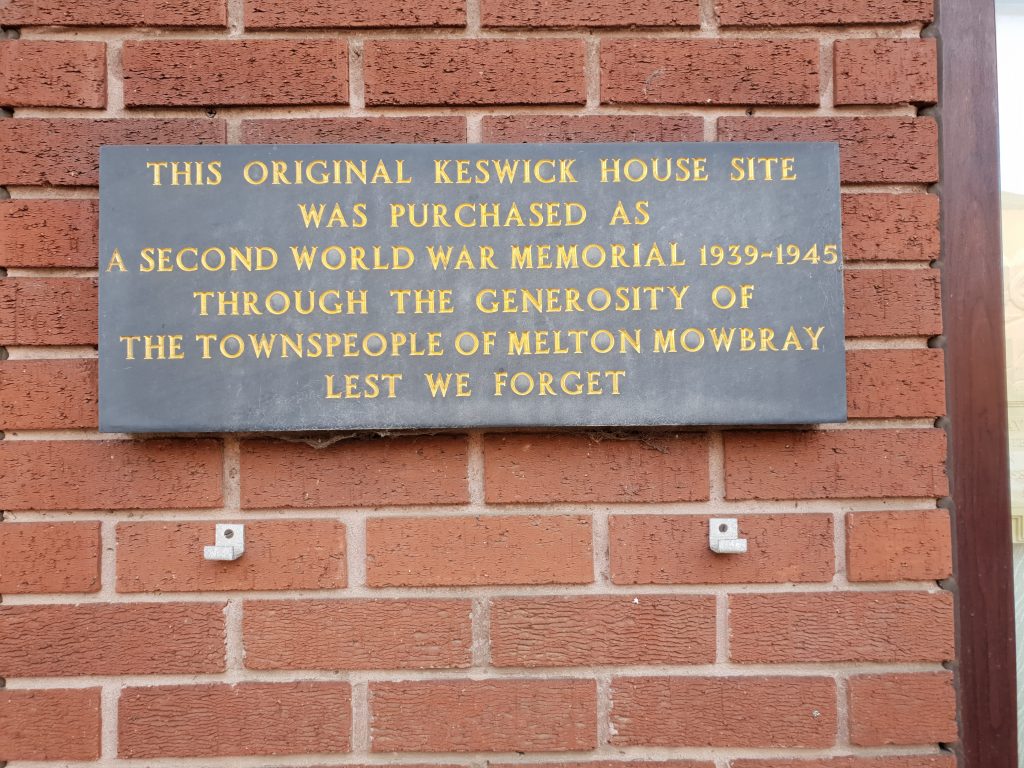 THIS ORIGINAL KESWICK HOUSE SITE
WAS PURCHASED AS
A SECOND WORLD WAR MEMORIAL 1939-1945
THROUGH THE GENEROSITY OF
THE TOWNSPEOPLE OF MELTON MOWBRAY
LEST WE FORGET